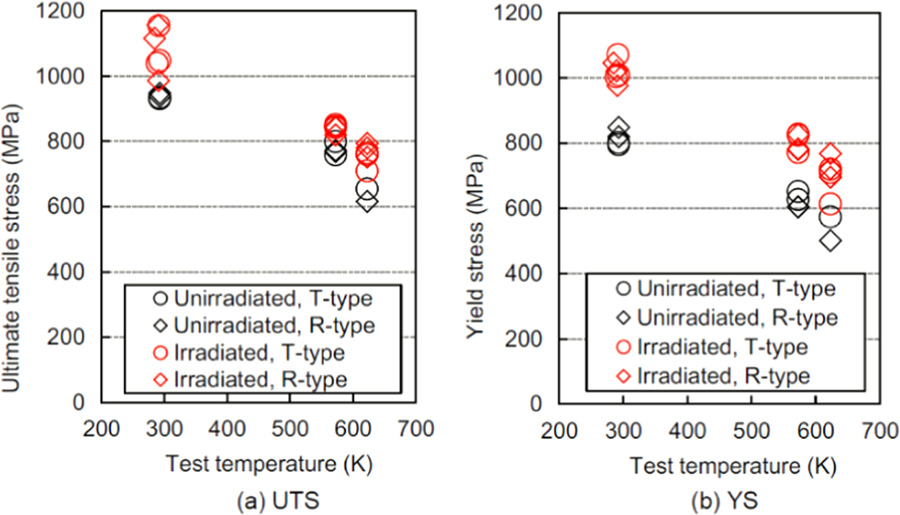 1200
1000
800
600
400
200
0
Ultimate tensile stress (MPa)
Unirradiated, T-type
Unirradiated, R-type
Irradiated, T-type
Irradiated, R-type
200 300 400 500 600 700
Test temperature (K)
(a) UTS
1200
1000
800
600
400
200
0
Yield stress (MPa)
Unirradiated, T-type
Unirradiated, R-type
Irradiated, T-type
Irradiated, R-type
200 300 400 500 600 700
Test temperature (K)
(b) YS